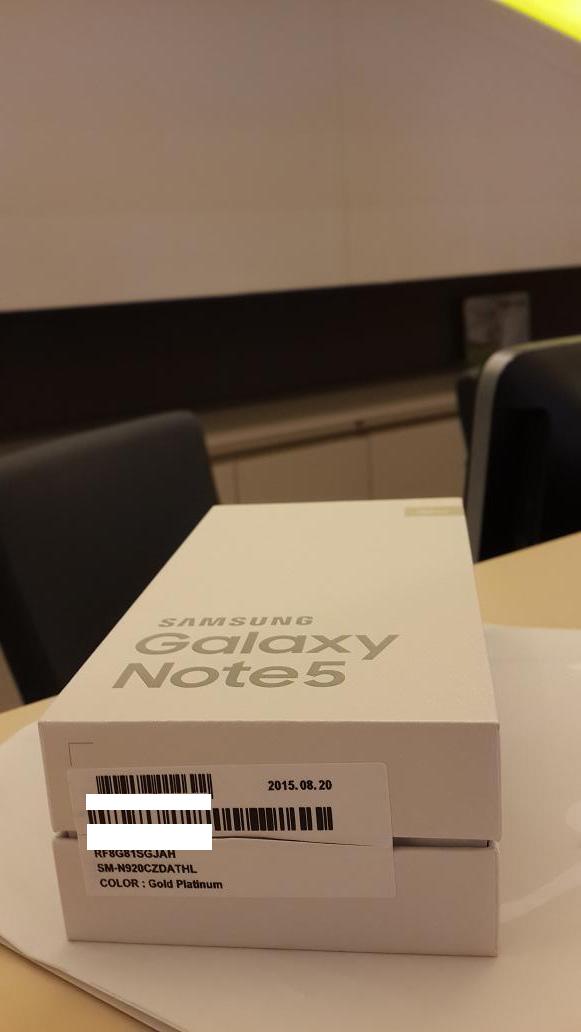 SAMSUNG
Galaxy
Note5
2015.08.20
RF8G81SGJAH
SM-N920CZDATHL
COLOR : Gold Platinum